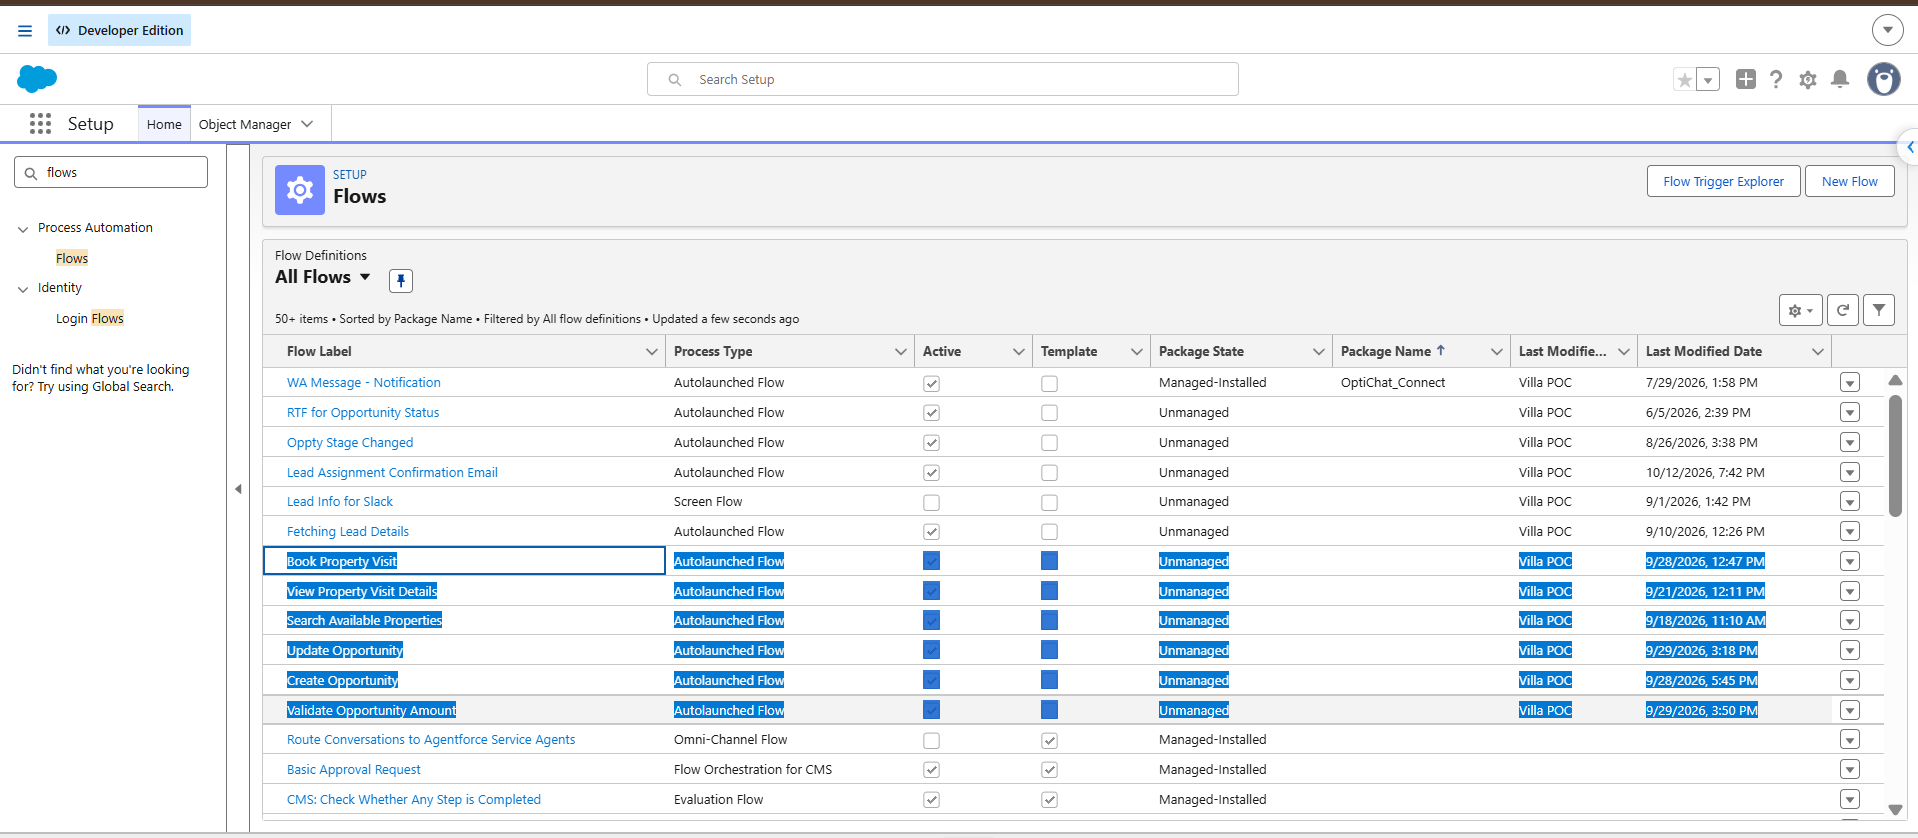 Developer Edition
Search Setup
Setup
Home
Object Manager
flows
Process Automation
Flows
Identity
Login Flows
Didn't find what you're looking
for? Try using Global Search.
SETUP
Flows
Flow Trigger Explorer
New Flow
Flow Definitions
All Flows
50+ items • Sorted by Package Name • Filtered by All flow definitions • Updated a few seconds ago
Flow Label Process Type Active Template Package State Package Name Last Modifie... Last Modified Date
WA Message - Notification Autolaunched Flow Managed-Installed OptiChat_Connect Villa POC 7/29/2026, 1:58 PM
RTF for Opportunity Status Autolaunched Flow Unmanaged Villa POC 6/5/2026, 2:39 PM
Oppty Stage Changed Autolaunched Flow Unmanaged Villa POC 8/26/2026, 3:38 PM
Lead Assignment Confirmation Email Autolaunched Flow Unmanaged Villa POC 10/12/2026, 7:42 PM
Lead Info for Slack Screen Flow Unmanaged Villa POC 9/1/2026, 1:42 PM
Fetching Lead Details Autolaunched Flow Unmanaged Villa POC 9/10/2026, 12:26 PM
Book Property Visit Autolaunched Flow Unmanaged Villa POC 9/28/2026, 12:47 PM
View Property Visit Details Autolaunched Flow Unmanaged Villa POC 9/21/2026, 12:11 PM
Search Available Properties Autolaunched Flow Unmanaged Villa POC 9/18/2026, 11:10 AM
Update Opportunity Autolaunched Flow Unmanaged Villa POC 9/29/2026, 3:18 PM
Create Opportunity Autolaunched Flow Unmanaged Villa POC 9/28/2026, 5:45 PM
Validate Opportunity Amount Autolaunched Flow Unmanaged Villa POC 9/29/2026, 3:50 PM
Route Conversations to Agentforce Service Agents Omni-Channel Flow Managed-Installed
Basic Approval Request Flow Orchestration for CMS Managed-Installed
CMS: Check Whether Any Step is Completed Evaluation Flow Managed-Installed